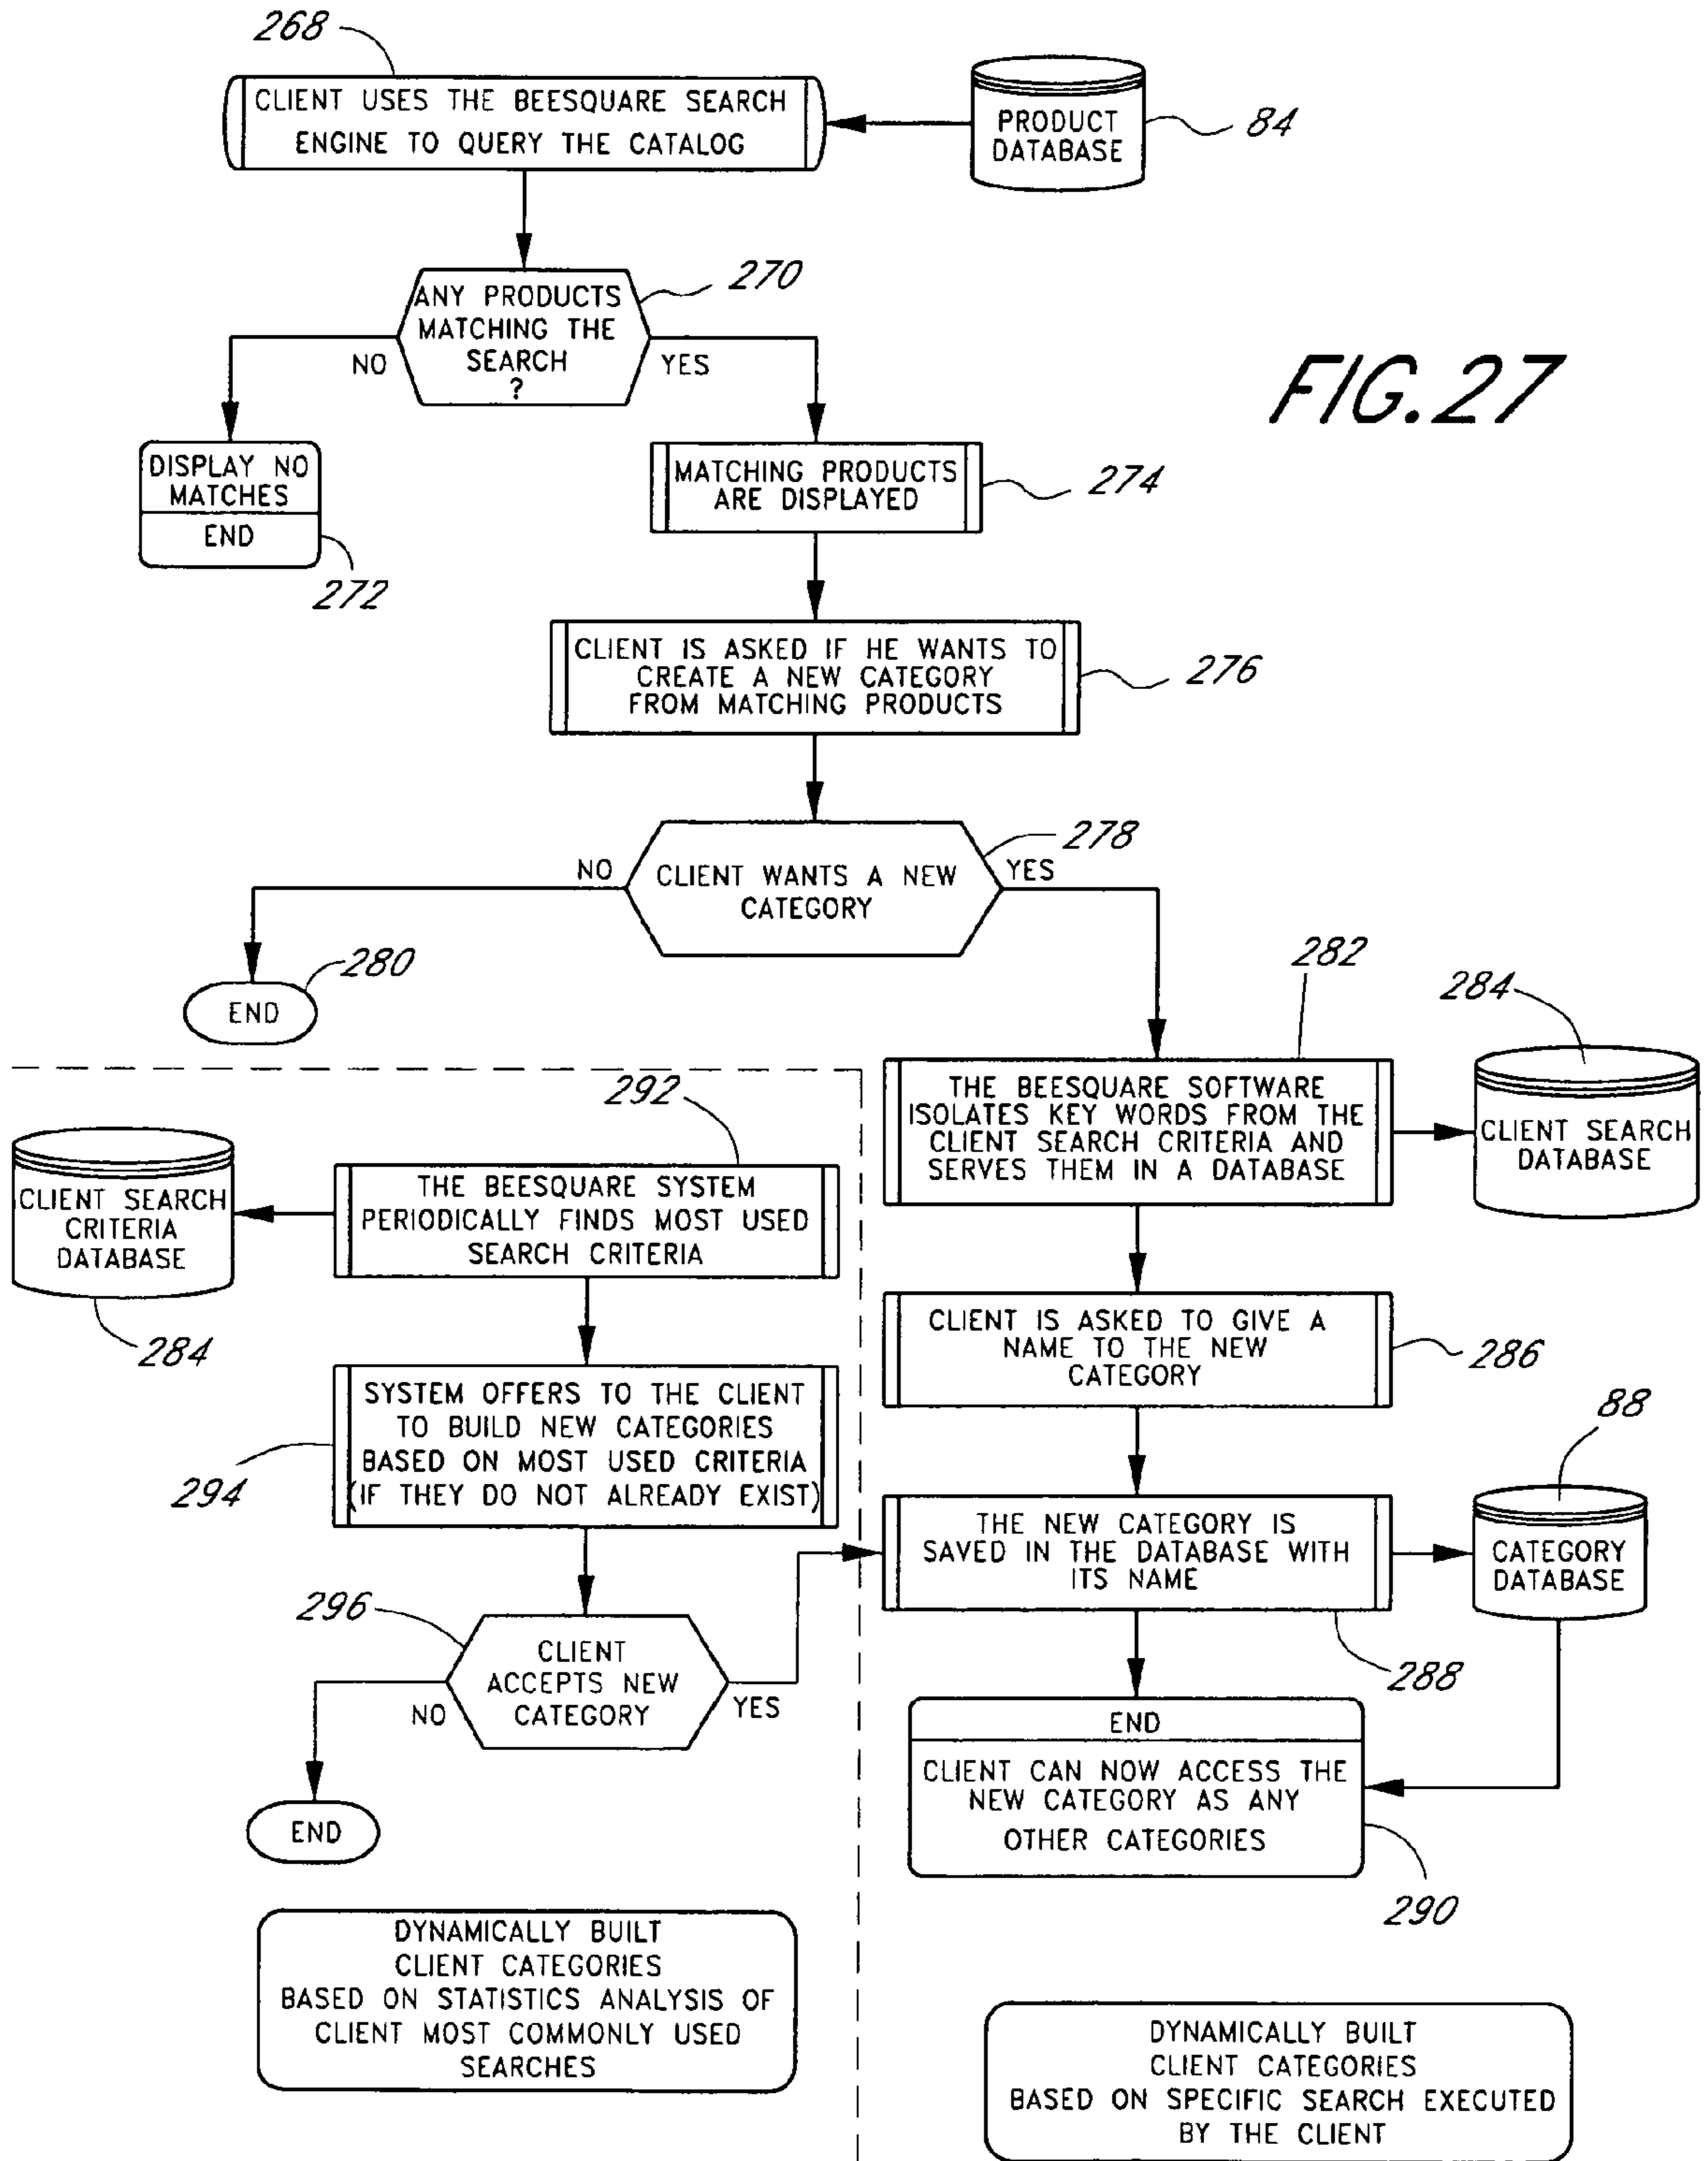 268
CLIENT USES THE BEESQUARE SEARCH
ENGINE TO QUERY THE CATALOG
PRODUCT
DATABASE
84
ANY PRODUCTS
MATCHING THE
SEARCH
?
270
NO
YES
FIG.27
DISPLAY NO
MATCHES
END
272
MATCHING PRODUCTS
ARE DISPLAYED
274
CLIENT IS ASKED IF HE WANTS TO
CREATE A NEW CATEGORY
FROM MATCHING PRODUCTS
276
278
NO
CLIENT WANTS A NEW
CATEGORY
YES
280
END
282
284
THE BEESQUARE SOFTWARE
ISOLATES KEY WORDS FROM THE
CLIENT SEARCH CRITERIA AND
SERVES THEM IN A DATABASE
CLIENT SEARCH
DATABASE
292
CLIENT SEARCH
CRITERIA
DATABASE
284
THE BEESQUARE SYSTEM
PERIODICALLY FINDS MOST USED
SEARCH CRITERIA
CLIENT IS ASKED TO GIVE A
NAME TO THE NEW
CATEGORY
286
SYSTEM OFFERS TO THE CLIENT
TO BUILD NEW CATEGORIES
BASED ON MOST USED CRITERIA
(IF THEY DO NOT ALREADY EXIST)
294
88
THE NEW CATEGORY IS
SAVED IN THE DATABASE WITH
ITS NAME
CATEGORY
DATABASE
288
296
CLIENT
ACCEPTS NEW
CATEGORY
NO
YES
END
END
CLIENT CAN NOW ACCESS THE
NEW CATEGORY AS ANY
OTHER CATEGORIES
290
DYNAMICALLY BUILT
CLIENT CATEGORIES
BASED ON STATISTICS ANALYSIS OF
CLIENT MOST COMMONLY USED
SEARCHES
DYNAMICALLY BUILT
CLIENT CATEGORIES
BASED ON SPECIFIC SEARCH EXECUTED
BY THE CLIENT